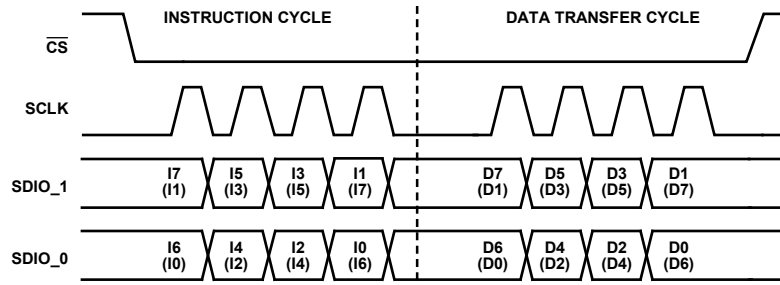 INSTRUCTION CYCLE DATA TRANSFER CYCLE
CS
SCLK
SDIO_1
I7 I5 I3 I1 D7 D5 D3 D1
(I1) (I3) (I5) (I7) (D1) (D3) (D5) (D7)
SDIO_0
I6 I4 I2 I0 D6 D4 D2 D0
(I0) (I2) (I4) (I6) (D0) (D2) (D4) (D6)